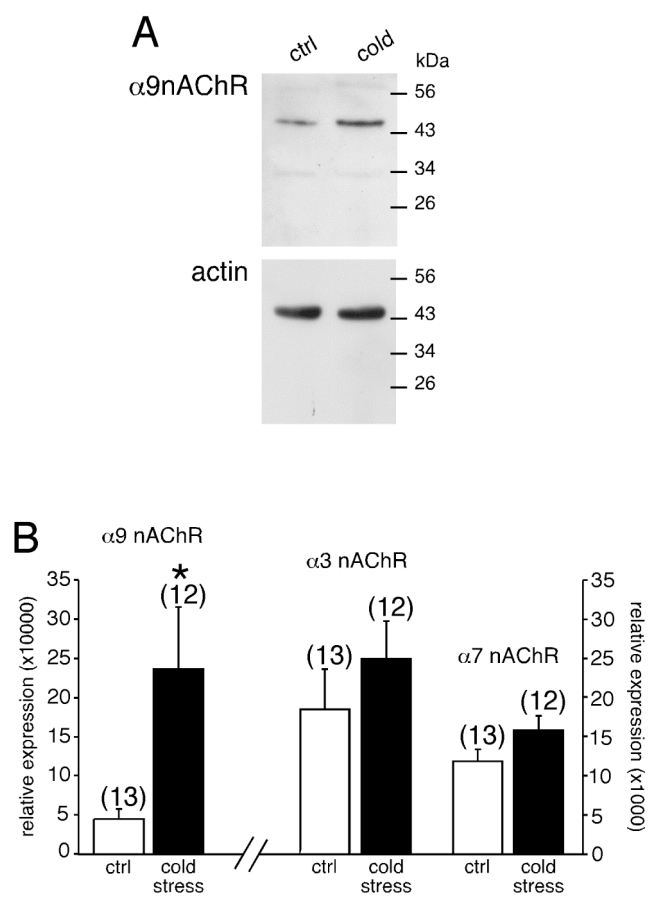 A
ctrl cold
kDa
α9nAChR
56
43
34
26
actin
56
43
34
26
B
α9 nAChR
α3 nAChR
α7 nAChR
relative expression (x10000)
35
30
25
20
15
10
5
0
(13)
*
(12)
(13)
(12)
(13)
(12)
35
30
25
20
15
10
5
0
relative expression (x1000)
ctrl
cold
stress
ctrl
cold
stress
ctrl
cold
stress